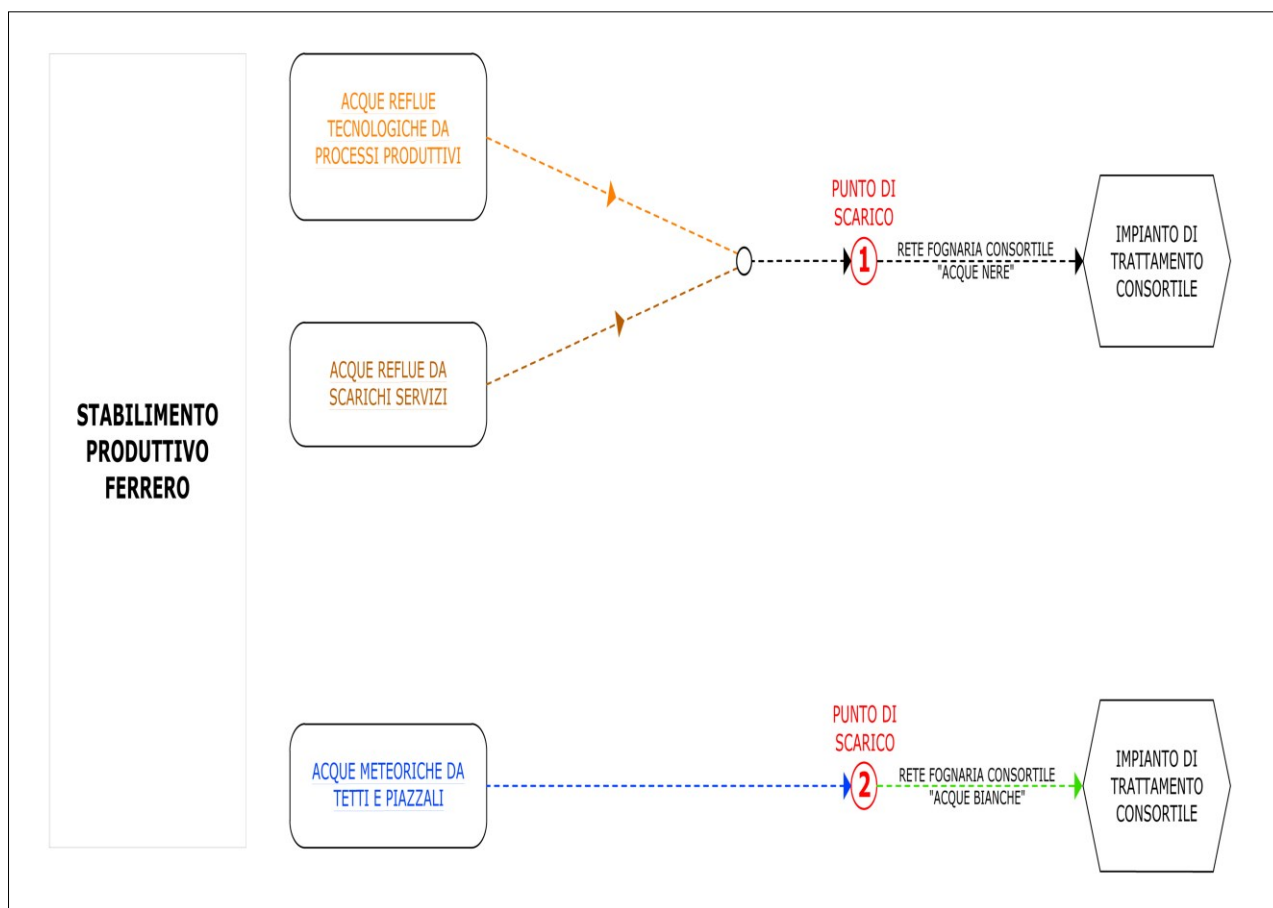 STABILIMENTO
PRODUTTIVO
FERRERO
ACQUE REFLUE
TECNOLOGICHE DA
PROCESSI PRODUTTIVI
ACQUE REFLUE DA
SCARICHI SERVIZI
PUNTO DI
SCARICO
1
RETE FOGNARIA CONSORTILE
"ACQUE NERE"
IMPIANTO DI
TRATTAMENTO
CONSORTILE
ACQUE METEORICHE DA
TETTI E PIAZZALI
PUNTO DI
SCARICO
2
RETE FOGNARIA CONSORTILE
"ACQUE BIANCHE"
IMPIANTO DI
TRATTAMENTO
CONSORTILE